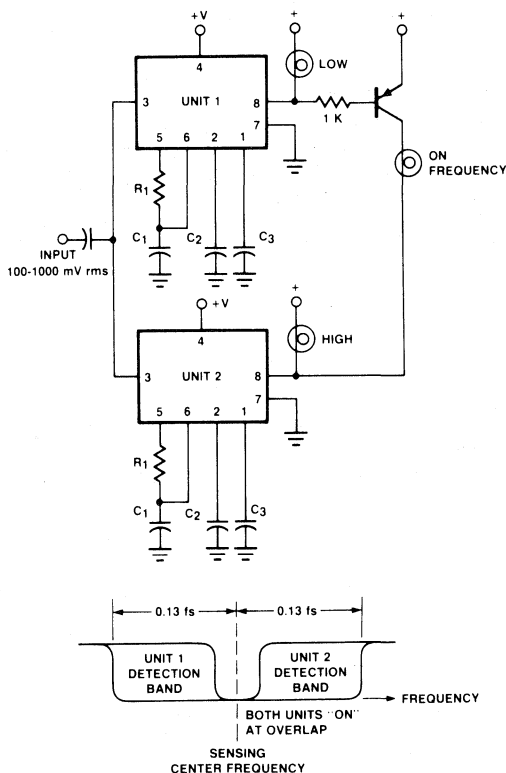 +V
+
+
4
LOW
3
UNIT 1
8
1 K
7
5 6 2 1
ON
FREQUENCY
R1
C1
C2
C3
INPUT
100-1000 mV rms
+V
+
4
HIGH
3
UNIT 2
8
7
5 6 2 1
R1
C1
C2
C3
0.13 fs
0.13 fs
UNIT 1
DETECTION
BAND
UNIT 2
DETECTION
BAND
FREQUENCY
BOTH UNITS "ON"
AT OVERLAP
SENSING
CENTER FREQUENCY